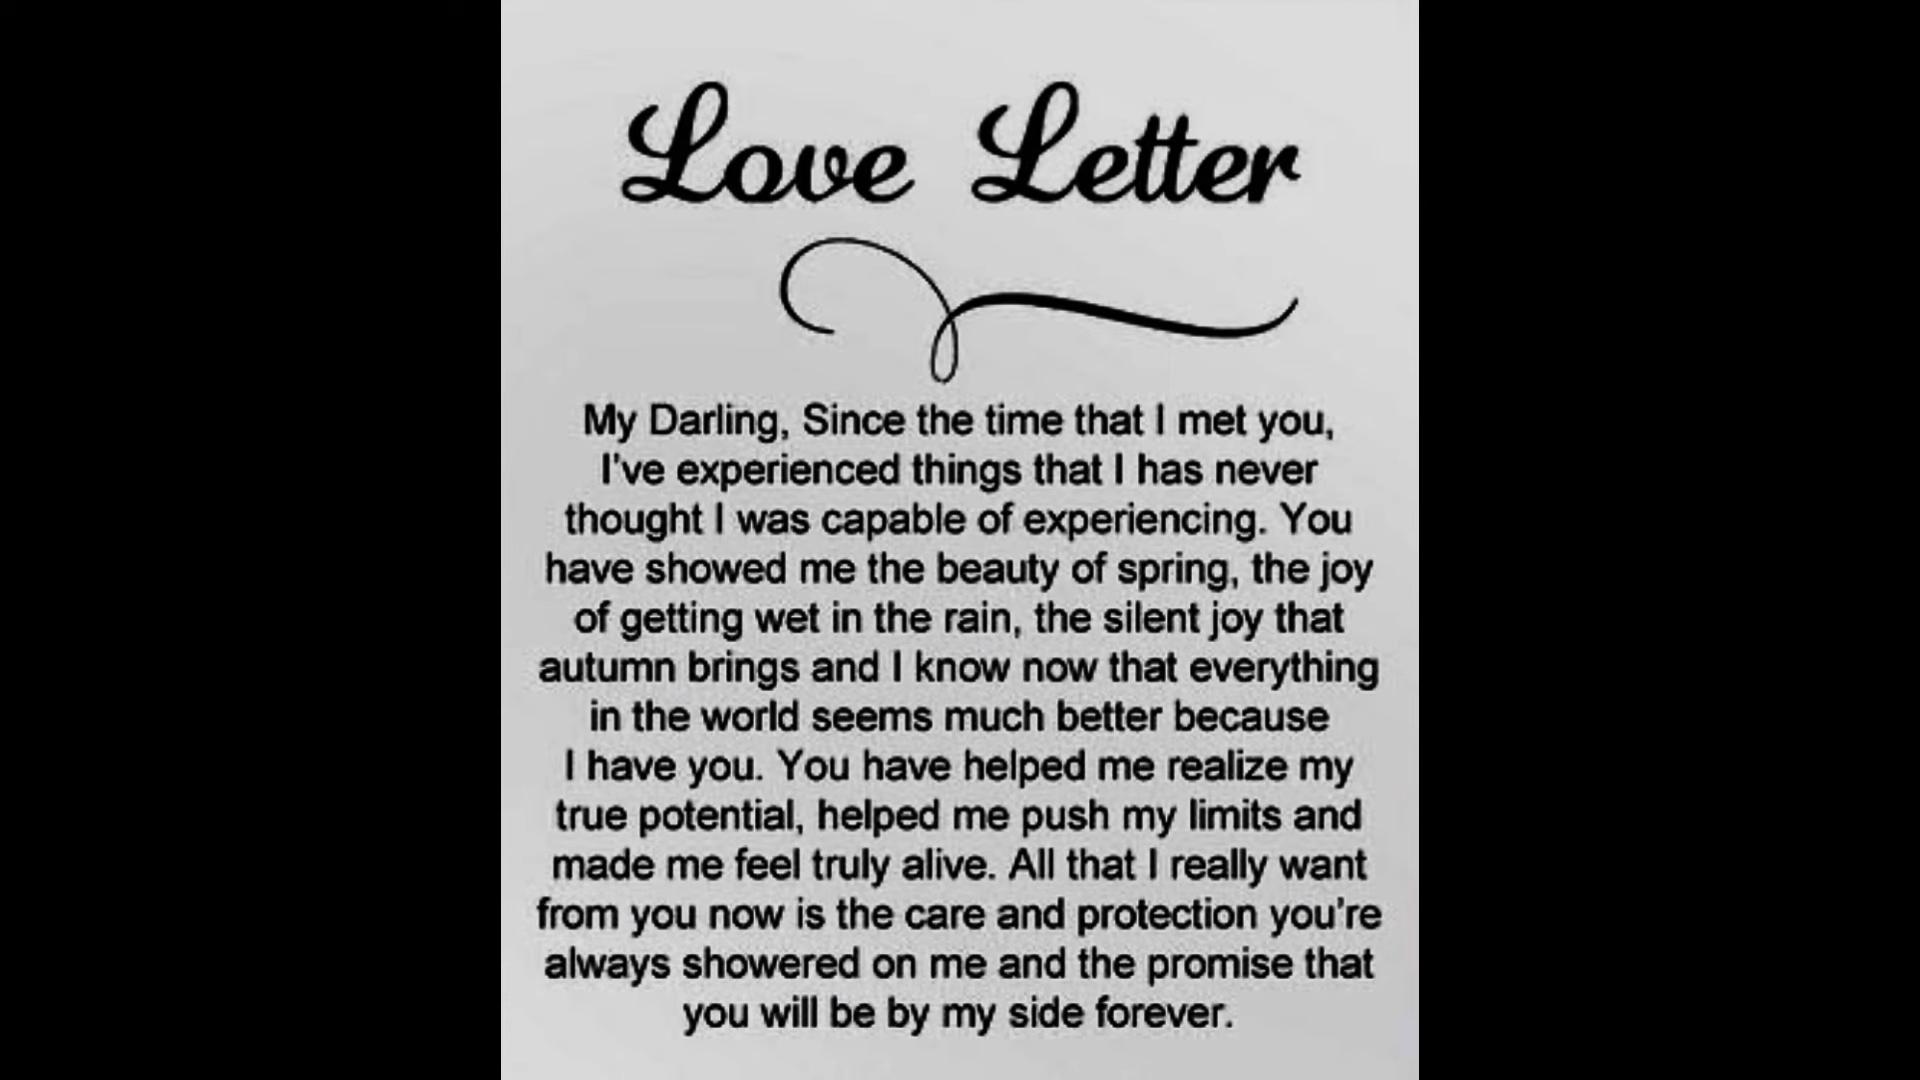 Love Letter
My Darling, Since the time that I met you,
I've experienced things that I has never
thought I was capable of experiencing. You
have showed me the beauty of spring, the joy
of getting wet in the rain, the silent joy that
autumn brings and I know now that everything
in the world seems much better because
I have you. You have helped me realize my
true potential, helped me push my limits and
made me feel truly alive. All that I really want
from you now is the care and protection you're
always showered on me and the promise that
you will be by my side forever.